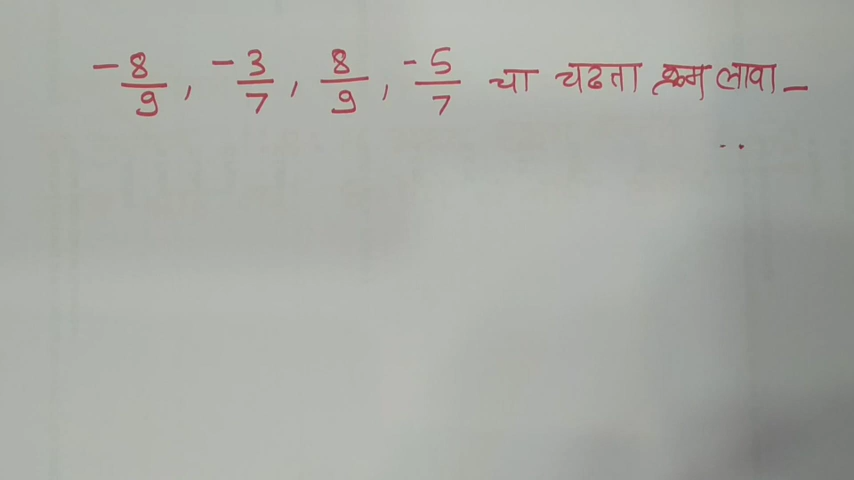 -8/9, -3/7, 8/9, -5/7 चा चढता क्रम लावा _
..